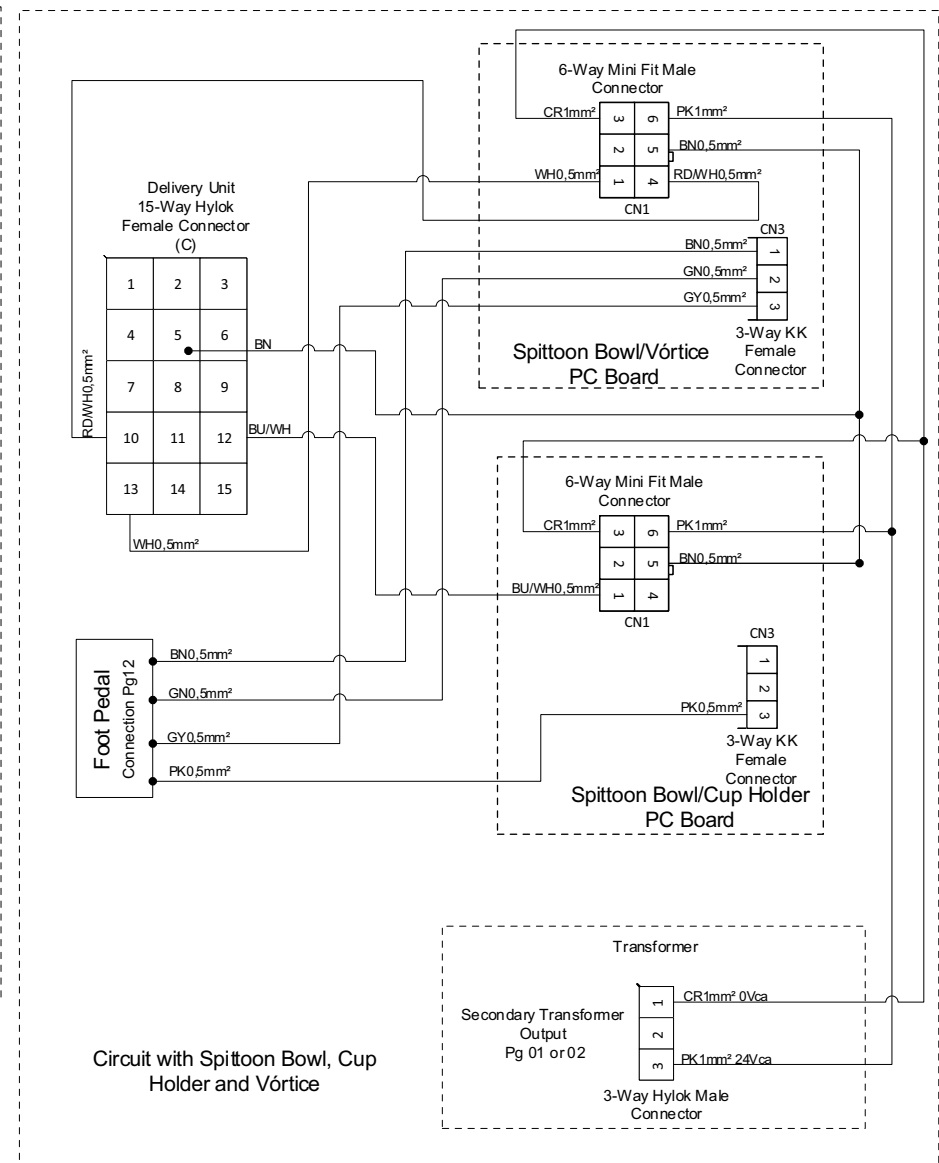 6-Way Mini Fit Male
Connector
CR1mm²
3
6
PK1mm²
2
5
BN0,5mm²
WH0,5mm²
1
4
RD/WH0,5mm²
CN1
Delivery Unit
15-Way Hylok
Female Connector
(C)
1
2
3
4
5
6
BN
7
8
9
RD/WH0,5mm²
10
11
12
BU/WH
13
14
15
WH0,5mm²
CN3
BN0,5mm²
1
GN0,5mm²
2
GY0,5mm²
3
3-Way KK
Female
Connector
Spittoon Bowl/Vórtice
PC Board
6-Way Mini Fit Male
Connector
CR1mm²
3
6
PK1mm²
2
5
BN0,5mm²
BU/WH0,5mm²
1
4
CN1
CN3
1
2
PK0,5mm²
3
3-Way KK
Female
Connector
Spittoon Bowl/Cup Holder
PC Board
Foot Pedal
Connection Pg12
BN0,5mm²
GN0,5mm²
GY0,5mm²
PK0,5mm²
Transformer
Secondary Transformer
Output
Pg 01 or 02
1
CR1mm² 0Vca
2
3
PK1mm² 24Vca
3-Way Hylok Male
Connector
Circuit with Spittoon Bowl, Cup
Holder and Vórtice